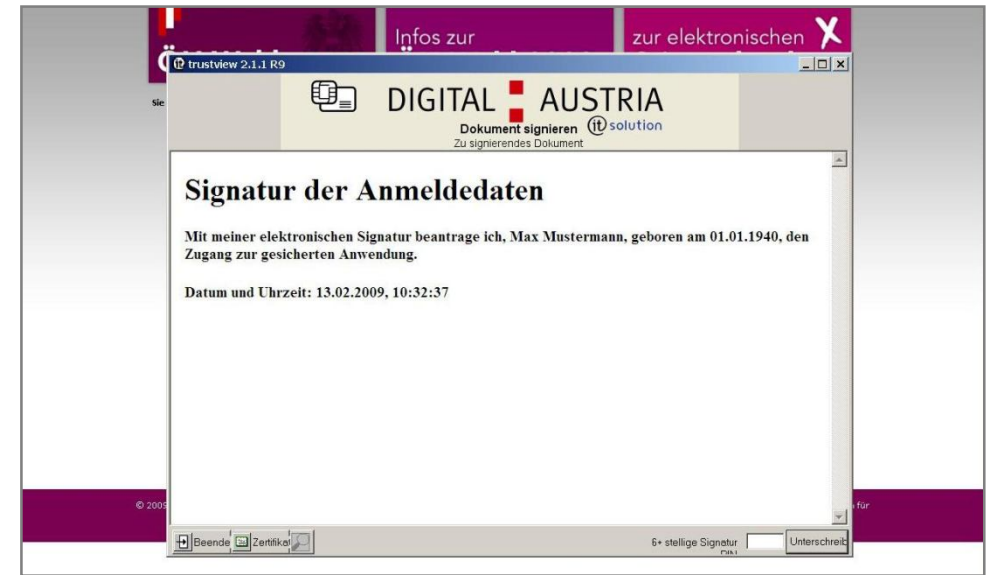 Infos zur
zur elektronischen
Sie
trustview 2.1.1 R9
DIGITAL AUSTRIA
Dokument signieren it solution
Zu signierendes Dokument
Signatur der Anmeldedaten
Mit meiner elektronischen Signatur beantrage ich, Max Mustermann, geboren am 01.01.1940, den
Zugang zur gesicherten Anwendung.
Datum und Uhrzeit: 13.02.2009, 10:32:37
© 2009
für
Beende Zertifikat 6+ stellige Signatur Unterschreib